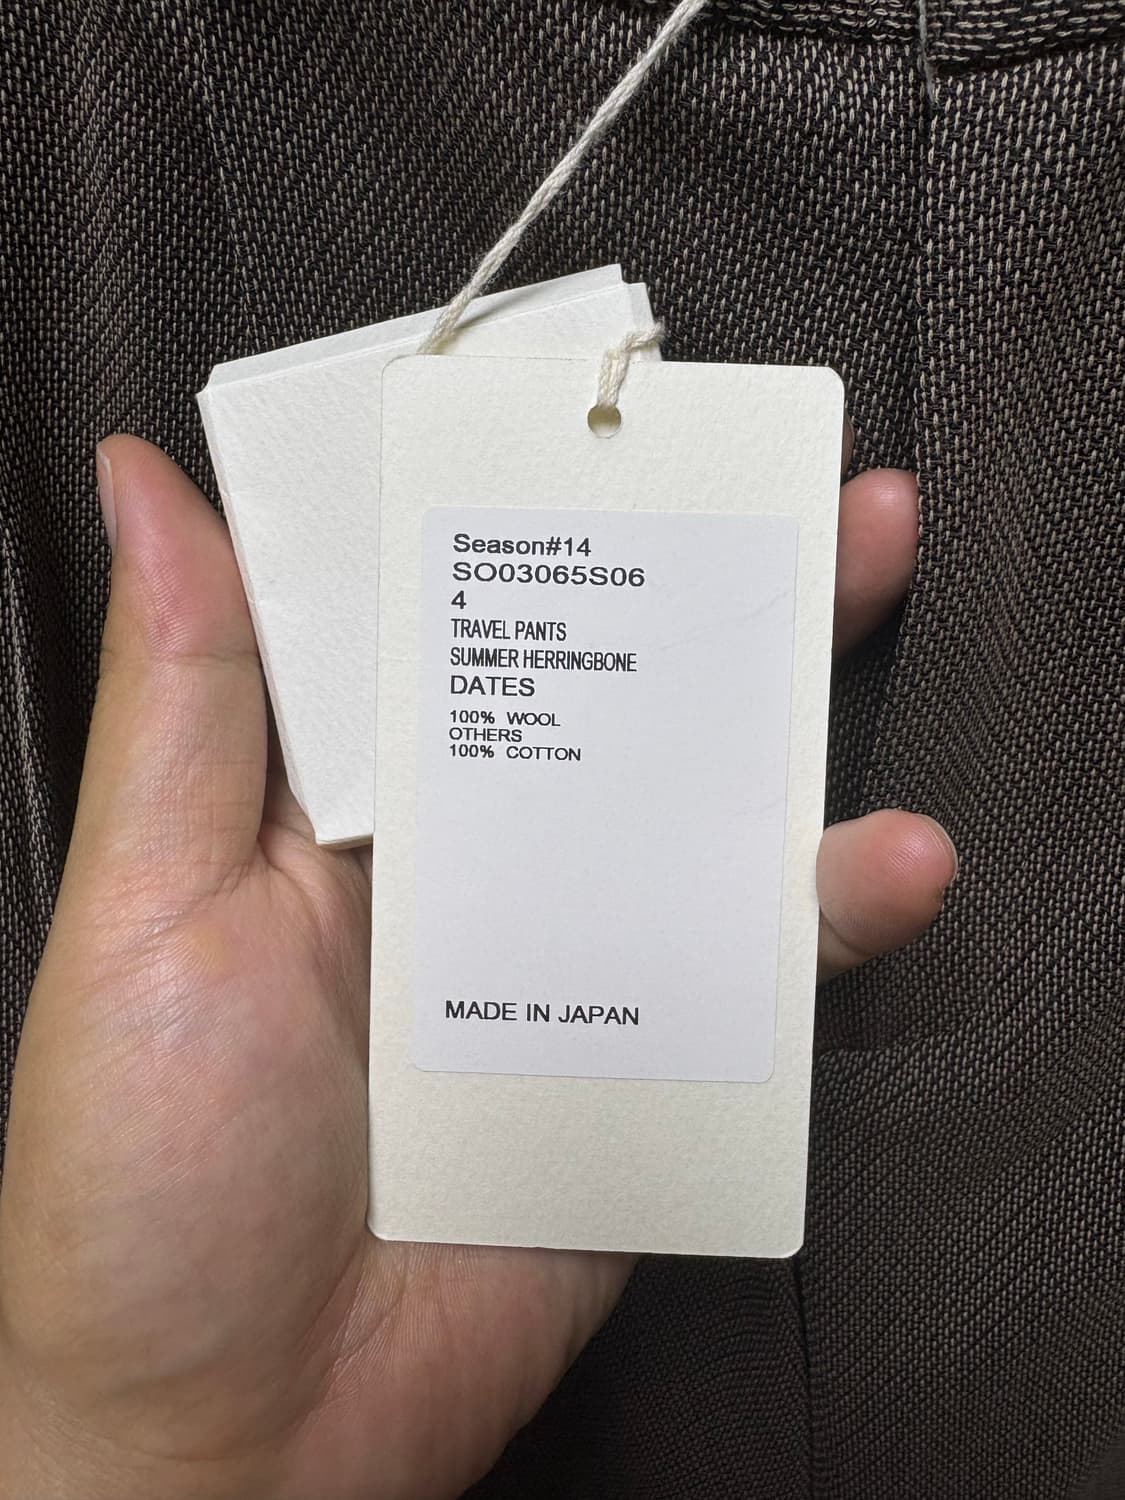 Season#14
SO03065S06
4
TRAVEL PANTS
SUMMER HERRINGBONE
DATES
100% WOOL
OTHERS
100% COTTON
MADE IN JAPAN